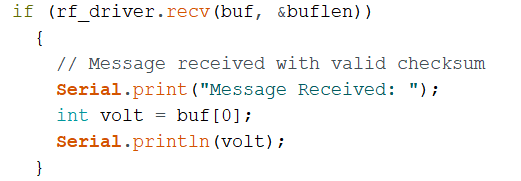 if (rf_driver.recv(buf, &buflen))
{
// Message received with valid checksum
Serial.print("Message Received: ");
int volt = buf[0];
Serial.println(volt);
}